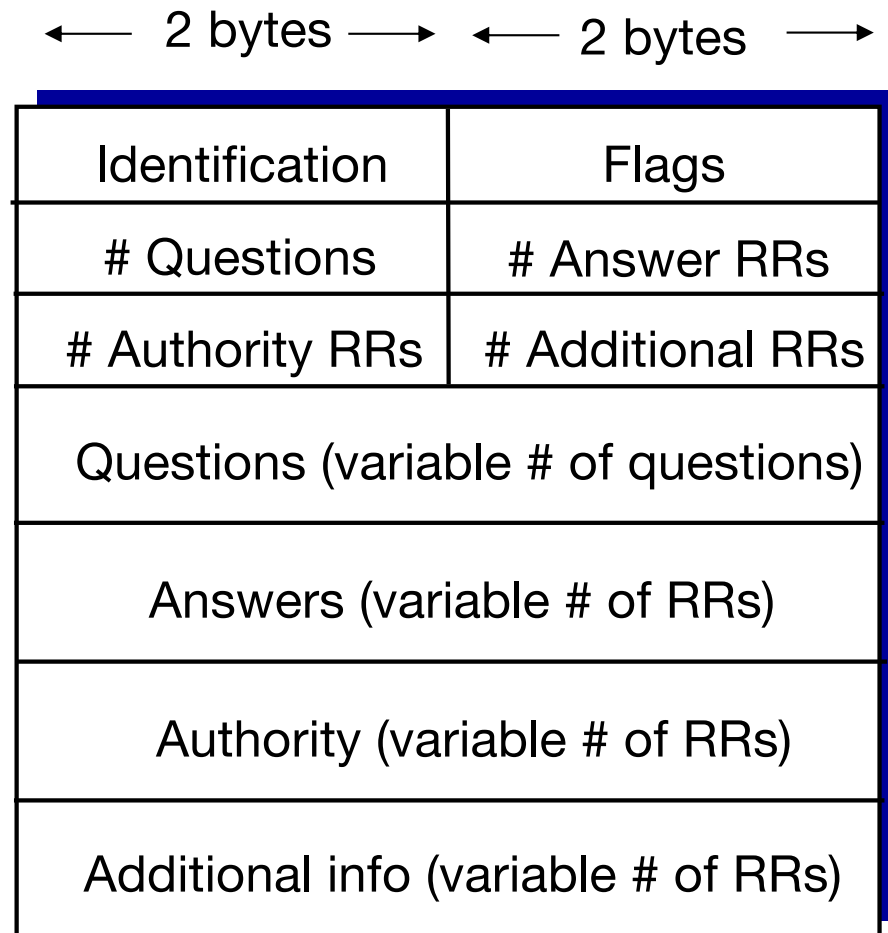 2 bytes 2 bytes
Identification Flags
# Questions # Answer RRs
# Authority RRs # Additional RRs
Questions (variable # of questions)
Answers (variable # of RRs)
Authority (variable # of RRs)
Additional info (variable # of RRs)